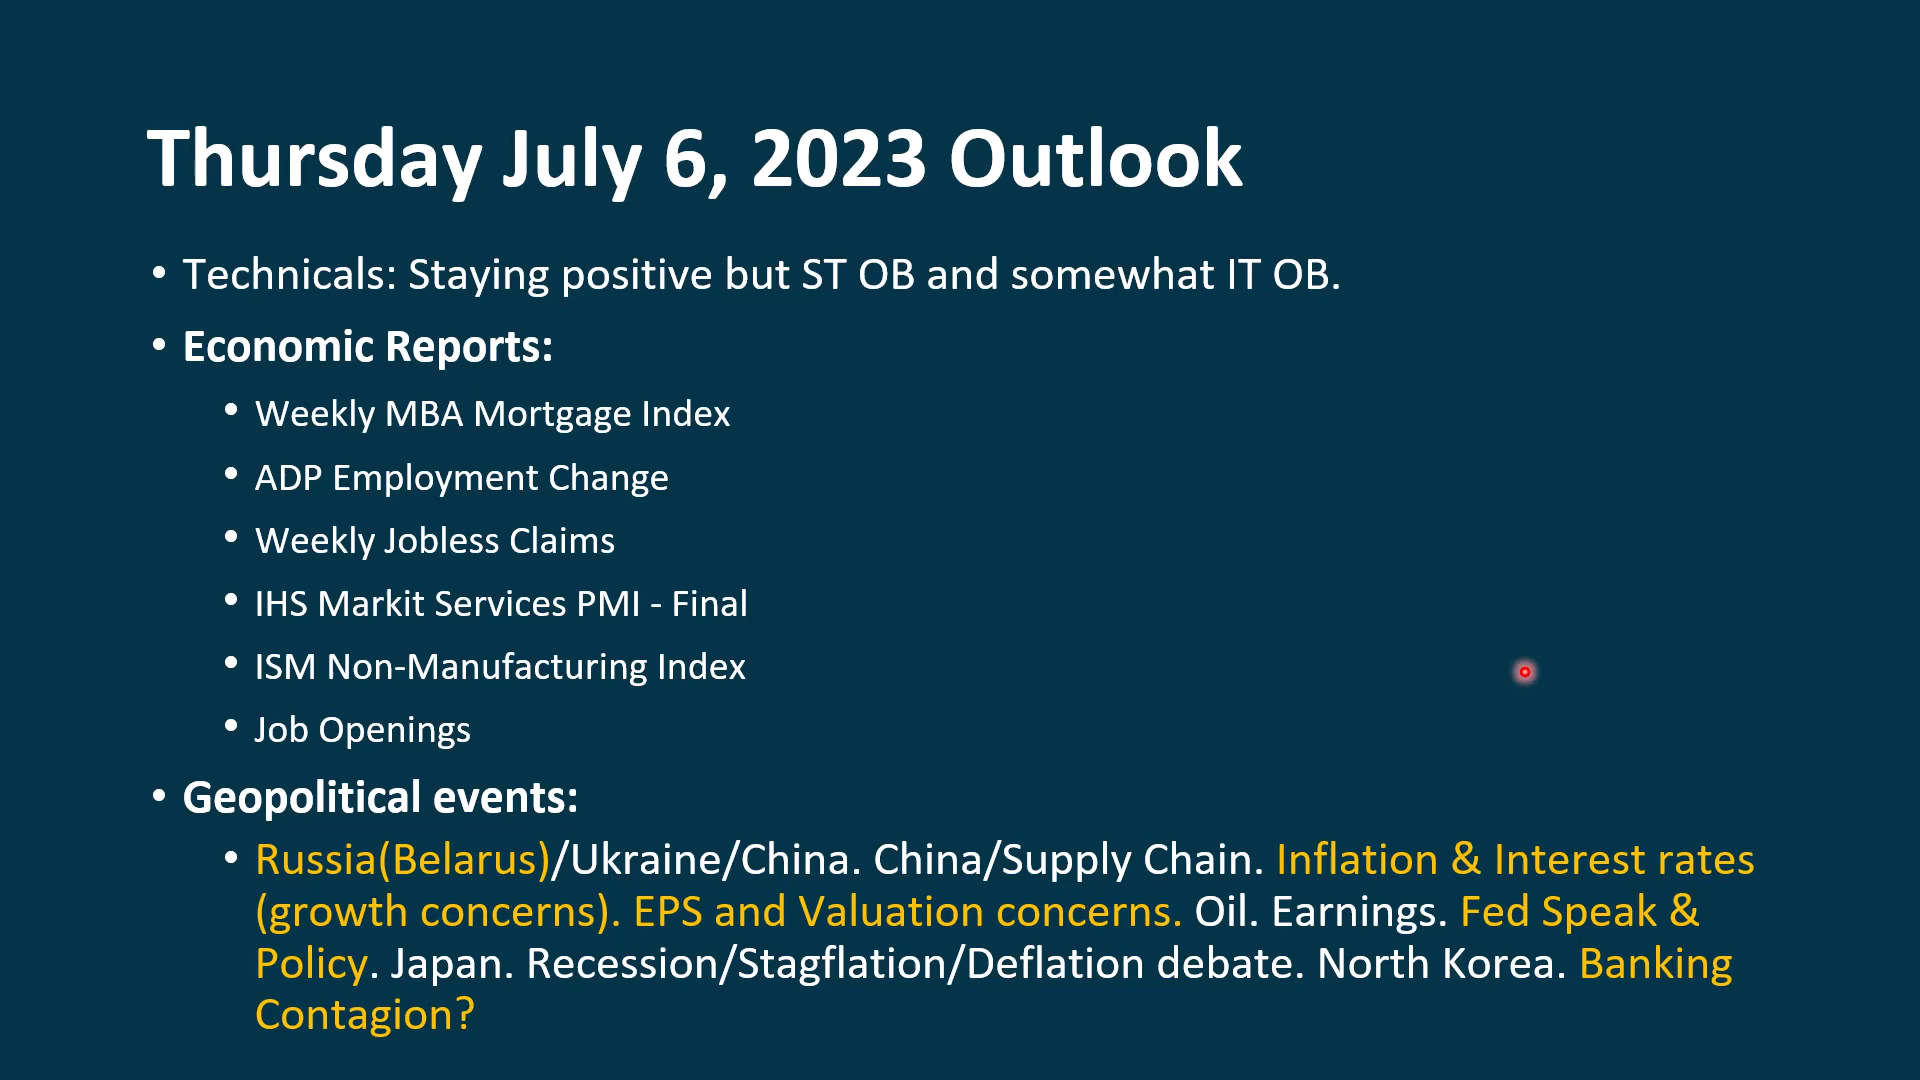 Thursday July 6, 2023 Outlook
• Technicals: Staying positive but ST OB and somewhat IT OB.
• Economic Reports:
• Weekly MBA Mortgage Index
• ADP Employment Change
• Weekly Jobless Claims
• IHS Markit Services PMI - Final
• ISM Non-Manufacturing Index
• Job Openings
• Geopolitical events:
• Russia(Belarus)/Ukraine/China. China/Supply Chain. Inflation & Interest rates
(growth concerns). EPS and Valuation concerns. Oil. Earnings. Fed Speak &
Policy. Japan. Recession/Stagflation/Deflation debate. North Korea. Banking
Contagion?